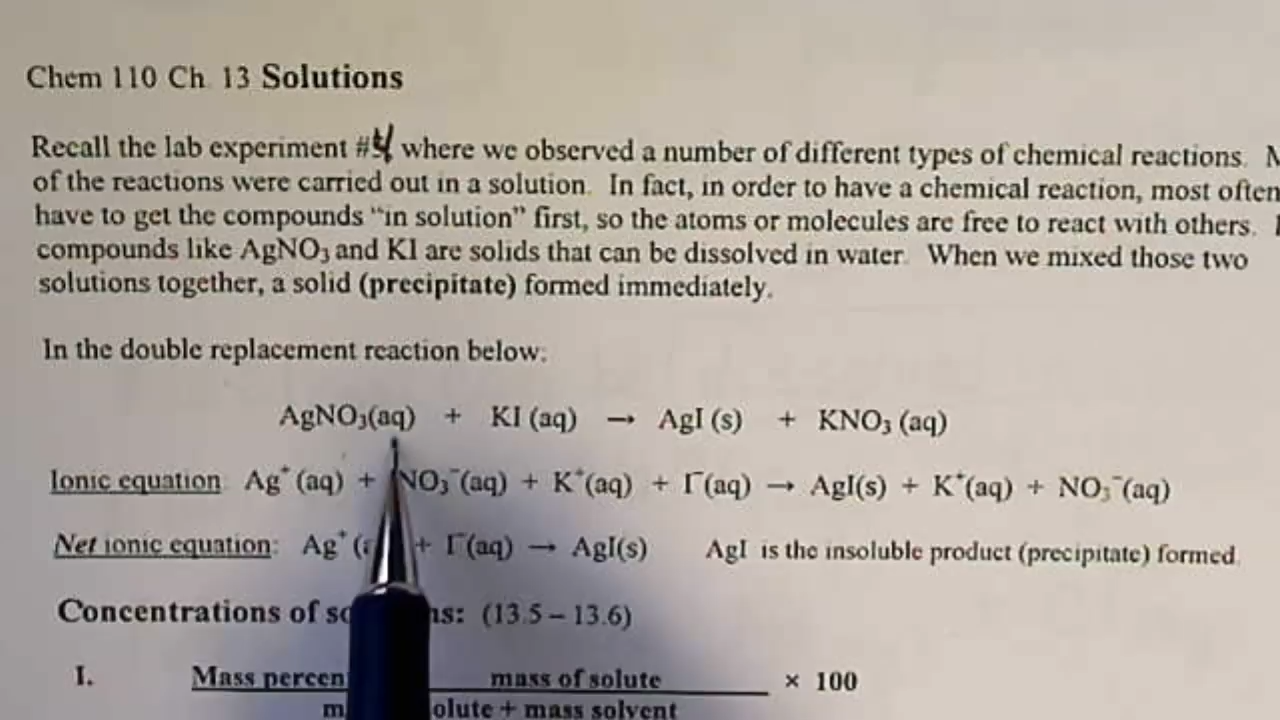 Chem 110 Ch. 13 Solutions
Recall the lab experiment #4 where we observed a number of different types of chemical reactions.
of the reactions were carried out in a solution. In fact, in order to have a chemical reaction, most often
have to get the compounds “in solution” first, so the atoms or molecules are free to react with others.
compounds like AgNO₃ and KI are solids that can be dissolved in water. When we mixed those two
solutions together, a solid (precipitate) formed immediately.
In the double replacement reaction below:
AgNO₃(aq) + KI (aq) → AgI (s) + KNO₃ (aq)
Ionic equation: Ag⁺ (aq) + NO₃⁻(aq) + K⁺(aq) + I⁻(aq) → AgI(s) + K⁺(aq) + NO₃⁻(aq)
Net ionic equation: Ag⁺ + I⁻(aq) → AgI(s) AgI is the insoluble product (precipitate) formed.
Concentrations of (13.5 – 13.6)
I. Mass mass of solute × 100
+ mass solvent